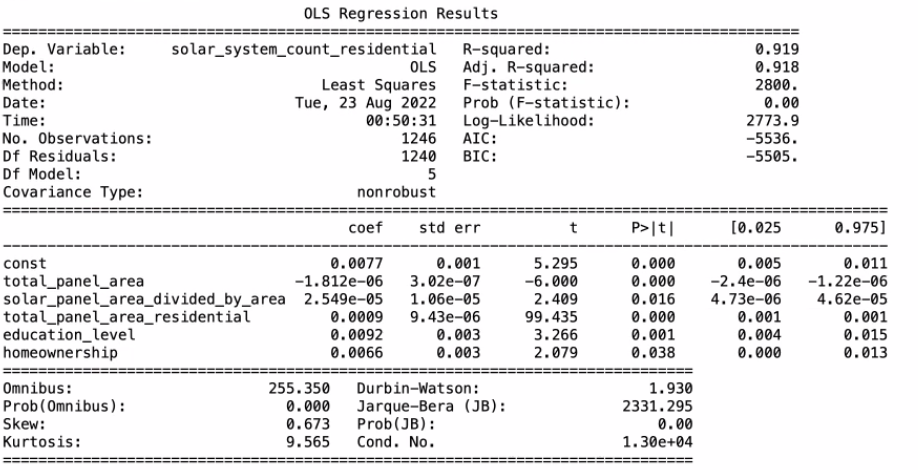 OLS Regression Results
==============================================================================
Dep. Variable: solar_system_count_residential R-squared: 0.919
Model: OLS Adj. R-squared: 0.918
Method: Least Squares F-statistic: 2800.
Date: Tue, 23 Aug 2022 Prob (F-statistic): 0.00
Time: 00:50:31 Log-Likelihood: 2773.9
No. Observations: 1246 AIC: -5536.
Df Residuals: 1240 BIC: -5505.
Df Model: 5
Covariance Type: nonrobust
==============================================================================
coef std err t P>|t| [0.025 0.975]
------------------------------------------------------------------------------
const 0.0077 0.001 5.295 0.000 0.005 0.011
total_panel_area -1.812e-06 3.02e-07 -6.000 0.000 -2.4e-06 -1.22e-06
solar_panel_area_divided_by_area 2.549e-05 1.06e-05 2.409 0.016 4.73e-06 4.62e-05
total_panel_area_residential 0.0009 9.43e-06 99.435 0.000 0.001 0.001
education_level 0.0092 0.003 3.266 0.001 0.004 0.015
homeownership 0.0066 0.003 2.079 0.038 0.000 0.013
==============================================================================
Omnibus: 255.350 Durbin-Watson: 1.930
Prob(Omnibus): 0.000 Jarque-Bera (JB): 2331.295
Skew: 0.673 Prob(JB): 0.00
Kurtosis: 9.565 Cond. No. 1.30e+04
==============================================================================